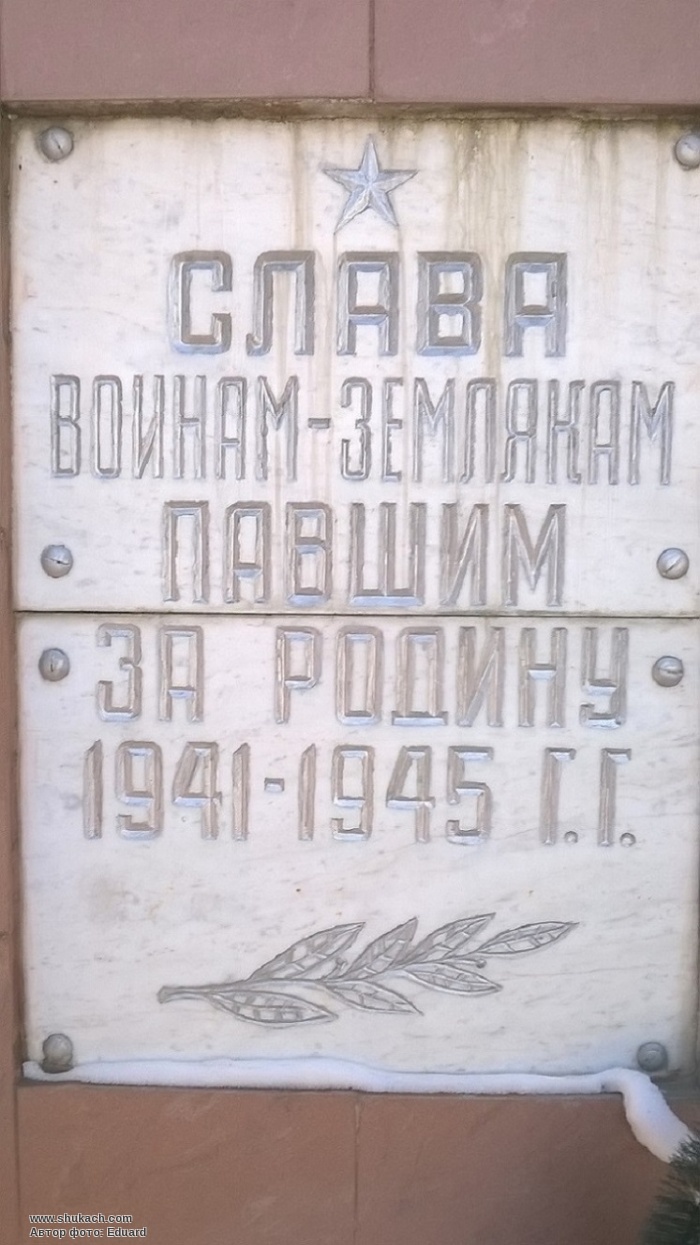 СЛАВА
ВОИНАМ-ЗЕМЛЯКАМ
ПАВШИМ
ЗА РОДИНУ
1941-1945 Г.Г.
www.shukach.com
Автор фото: Eduard